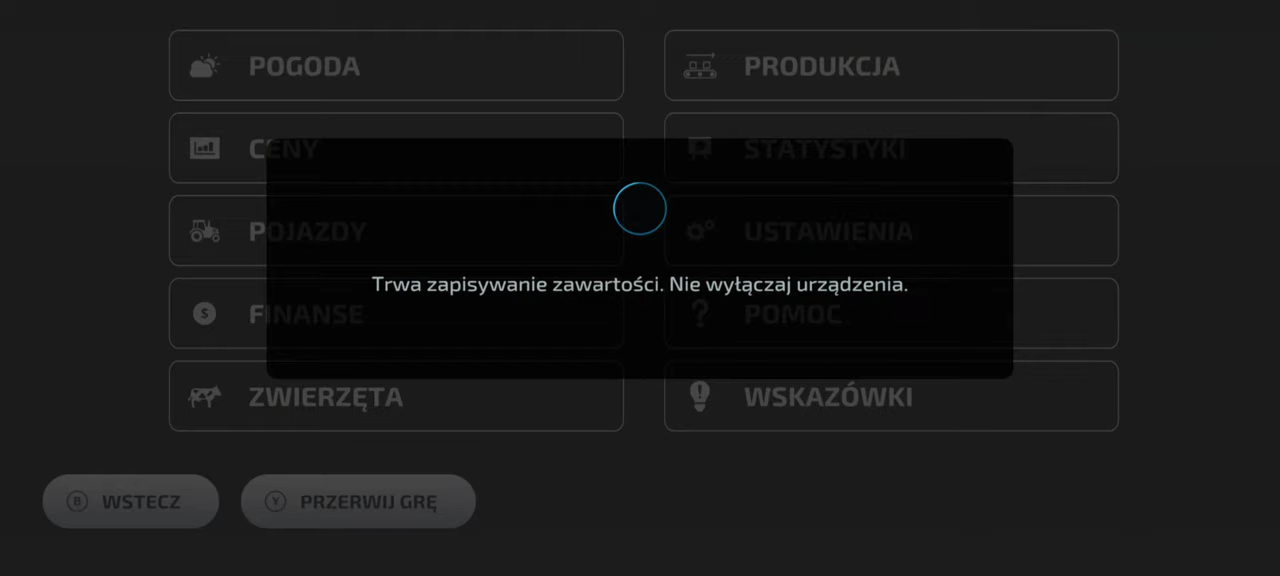 POGODA
PRODUKCJA
CENY
STATYSTYKI
POJAZDY
USTAWIENIA
Trwa zapisywanie zawartości. Nie wyłączaj urządzenia.
FINANSE
POMOC
ZWIERZĘTA
WSKAZÓWKI
B WSTECZ
Y PRZERWIJ GRĘ